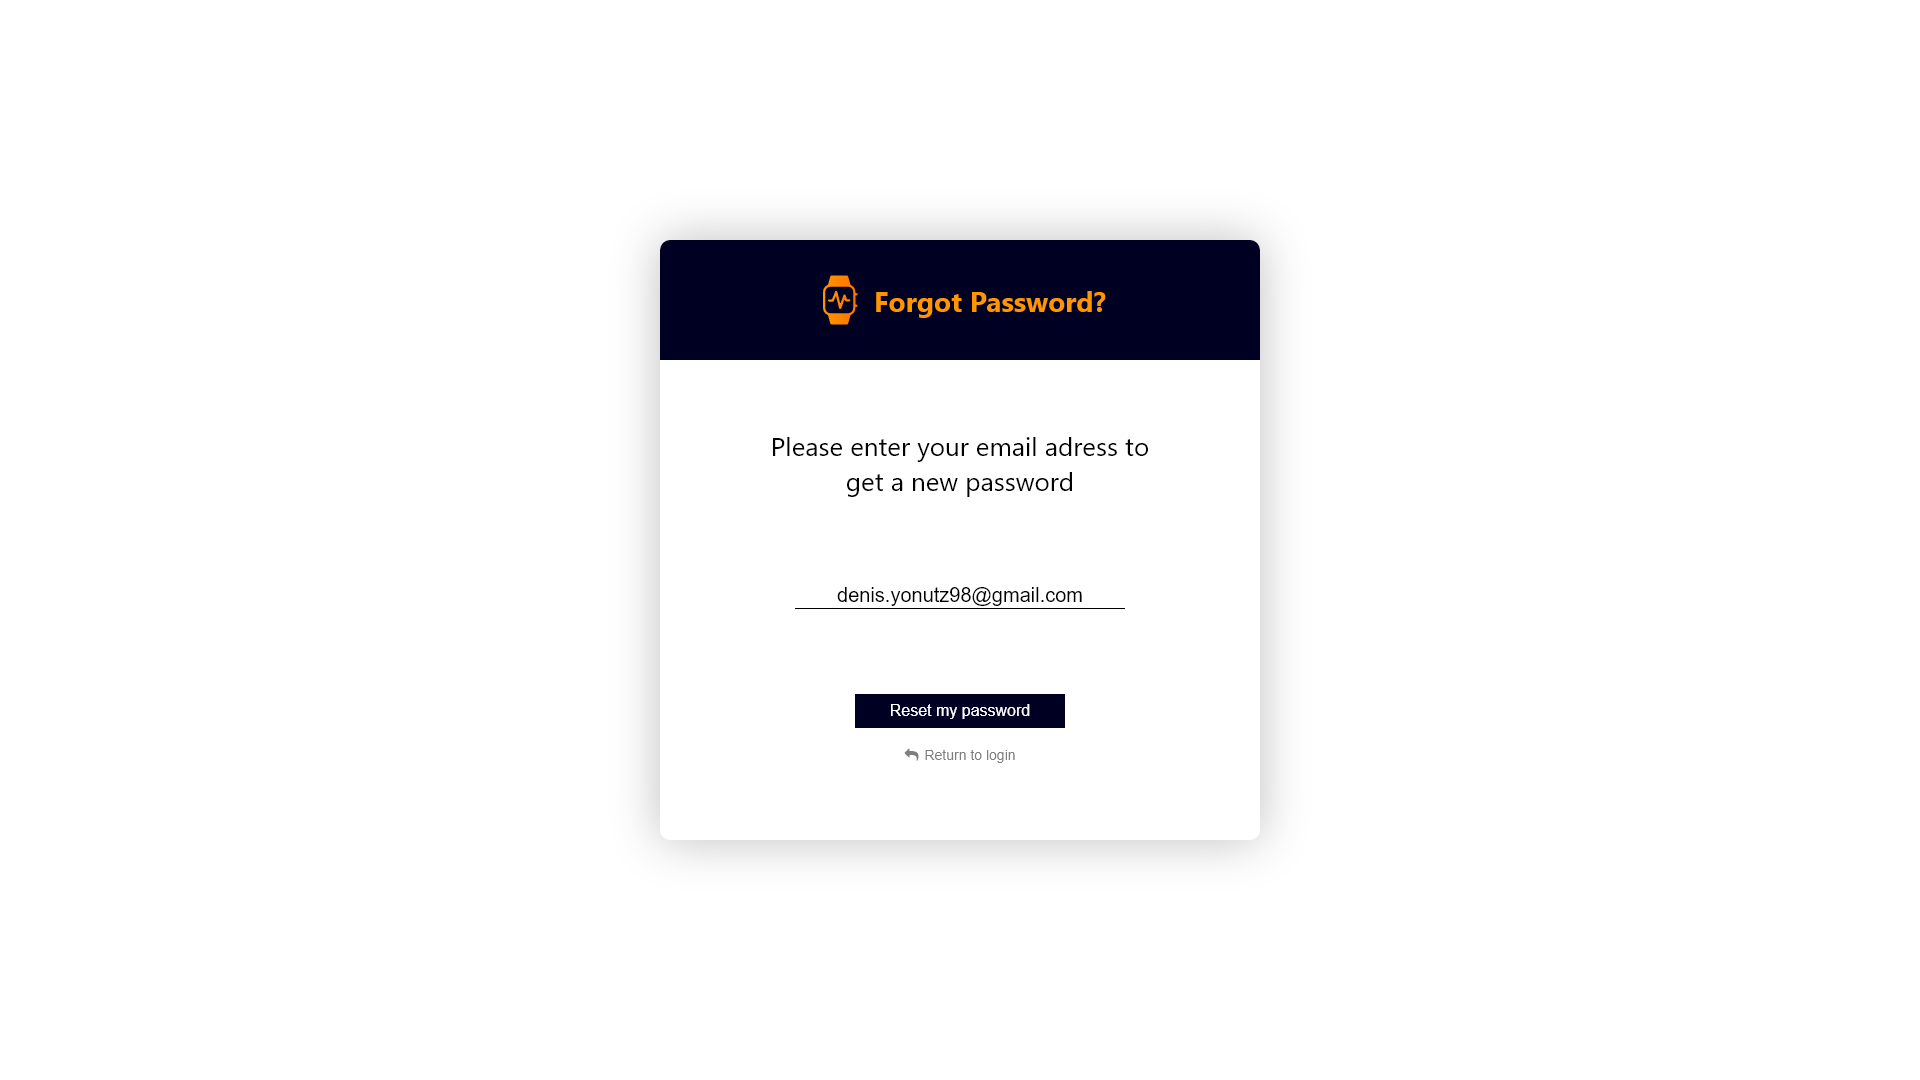 Forgot Password?
Please enter your email adress to
get a new password
denis.yonutz98@gmail.com
Reset my password
Return to login